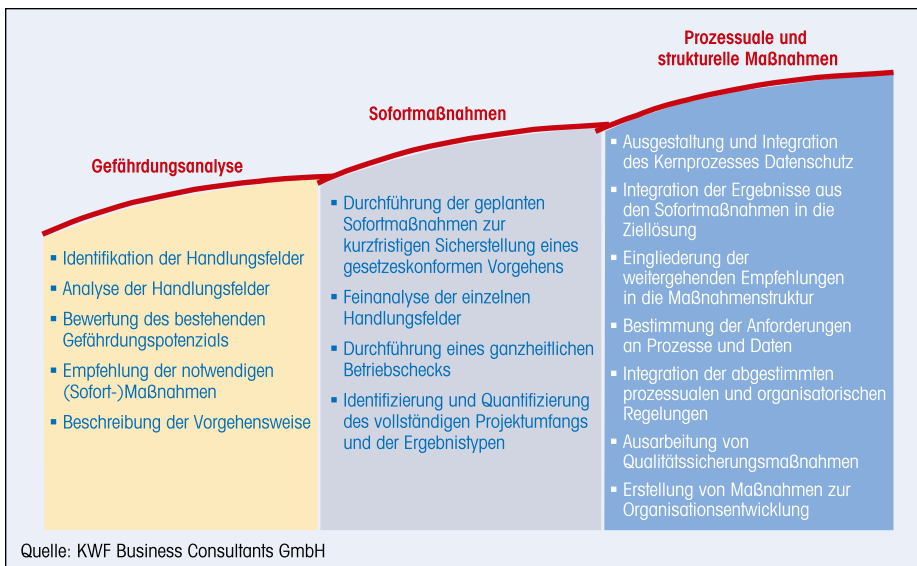 Gefährdungsanalyse
▪ Identifikation der Handlungsfelder
▪ Analyse der Handlungsfelder
▪ Bewertung des bestehenden
Gefährdungspotenzials
▪ Empfehlung der notwendigen
(Sofort-)Maßnahmen
▪ Beschreibung der Vorgehensweise
Sofortmaßnahmen
▪ Durchführung der geplanten
Sofortmaßnahmen zur
kurzfristigen Sicherstellung eines
gesetzeskonformen Vorgehens
▪ Feinanalyse der einzelnen
Handlungsfelder
▪ Durchführung eines ganzheitlichen
Betriebschecks
▪ Identifizierung und Quantifizierung
des vollständigen Projektumfangs
und der Ergebnistypen
Prozessuale und
strukturelle Maßnahmen
▪ Ausgestaltung und Integration
des Kernprozesses Datenschutz
▪ Integration der Ergebnisse aus
den Sofortmaßnahmen in die
Ziellösung
▪ Eingliederung der
weitergehenden Empfehlungen
in die Maßnahmenstruktur
▪ Bestimmung der Anforderungen
an Prozesse und Daten
▪ Integration der abgestimmten
prozessualen und organisatorischen
Regelungen
▪ Ausarbeitung von
Qualitätssicherungsmaßnahmen
▪ Erstellung von Maßnahmen zur
Organisationsentwicklung
Quelle: KWF Business Consultants GmbH